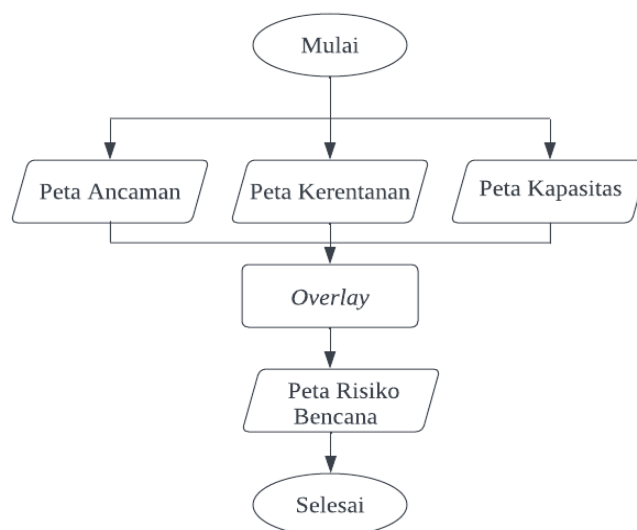 Mulai
Peta Ancaman
Peta Kerentanan
Peta Kapasitas
Overlay
Peta Risiko
Bencana
Selesai